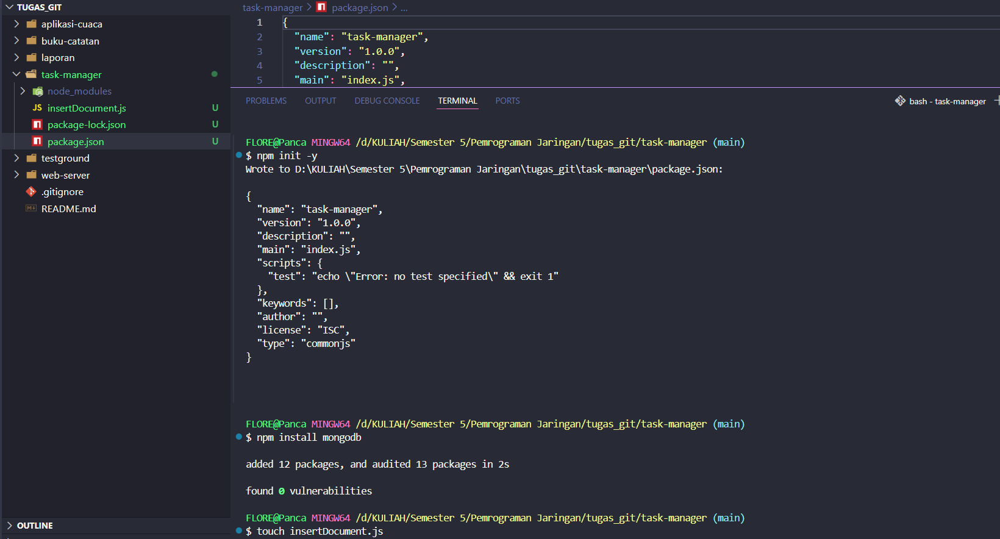 TUGAS_GIT
aplikasi-cuaca
buku-catatan
laporan
task-manager
node_modules
JS insertDocument.js U
package-lock.json U
package.json U
testground
web-server
.gitignore
README.md
OUTLINE
task-manager > package.json > ...
1 {
2 "name": "task-manager",
3 "version": "1.0.0",
4 "description": "",
5 "main": "index.js",
PROBLEMS OUTPUT DEBUG CONSOLE TERMINAL PORTS bash - task-manager
FLORE@Panca MINGW64 /d/KULIAH/Semester 5/Pemrograman Jaringan/tugas_git/task-manager (main)
$ npm init -y
Wrote to D:\KULIAH\Semester 5\Pemrograman Jaringan\tugas_git\task-manager\package.json:
{
"name": "task-manager",
"version": "1.0.0",
"description": "",
"main": "index.js",
"scripts": {
"test": "echo \"Error: no test specified\" && exit 1"
},
"keywords": [],
"author": "",
"license": "ISC",
"type": "commonjs"
}
FLORE@Panca MINGW64 /d/KULIAH/Semester 5/Pemrograman Jaringan/tugas_git/task-manager (main)
$ npm install mongodb
added 12 packages, and audited 13 packages in 2s
found 0 vulnerabilities
FLORE@Panca MINGW64 /d/KULIAH/Semester 5/Pemrograman Jaringan/tugas_git/task-manager (main)
$ touch insertDocument.js